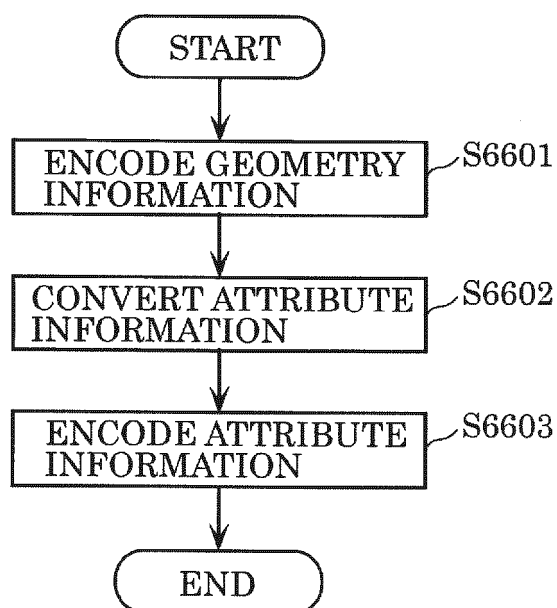 START
ENCODE GEOMETRY
INFORMATION
S6601
CONVERT ATTRIBUTE
INFORMATION
S6602
ENCODE ATTRIBUTE
INFORMATION
S6603
END